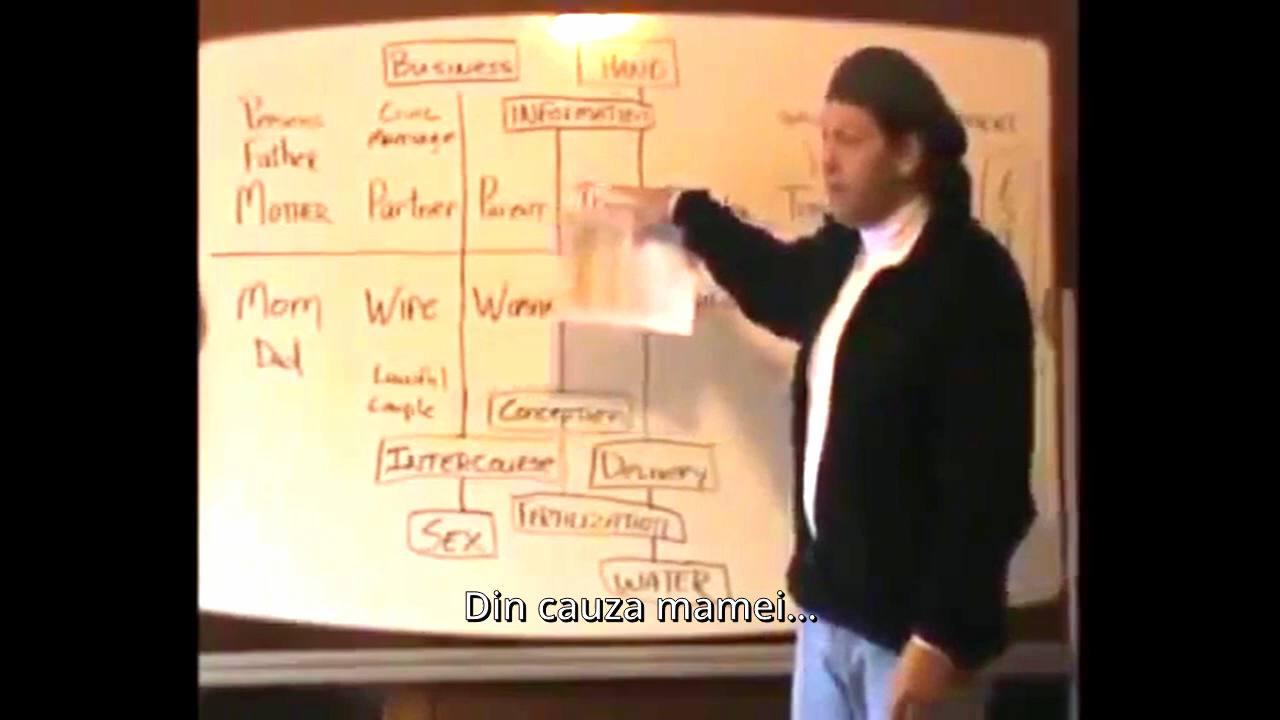 BUSINESS HAND
INFORMATION
Persons Civic
Father Marriage
MOTHER Partner PARENT
Mom WIFE
Dad
Lawful
Couple Conception
INTERCOURSE DELIVERY
SEX FERTILIZATION
WATER
Din cauza mamei...